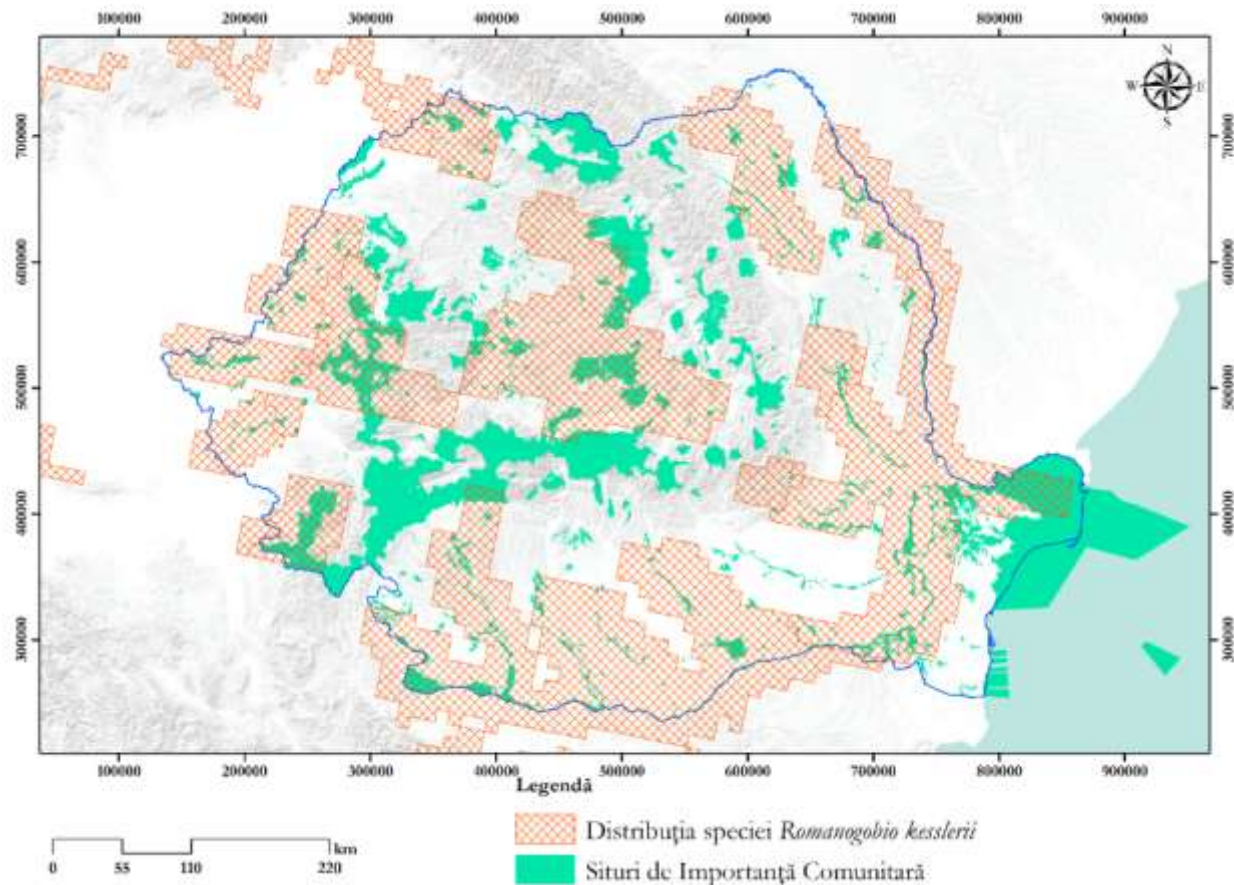 100000 200000 300000 400000 500000 600000 700000 800000 900000
N
W E
S
700000 700000
600000 600000
500000 500000
400000 400000
300000 300000
100000 200000 300000 400000 500000 600000 700000 800000 900000
Legendă
Distribuția speciei Romanogobio kesslerii
km
0 55 110 220
Situri de Importanță Comunitară